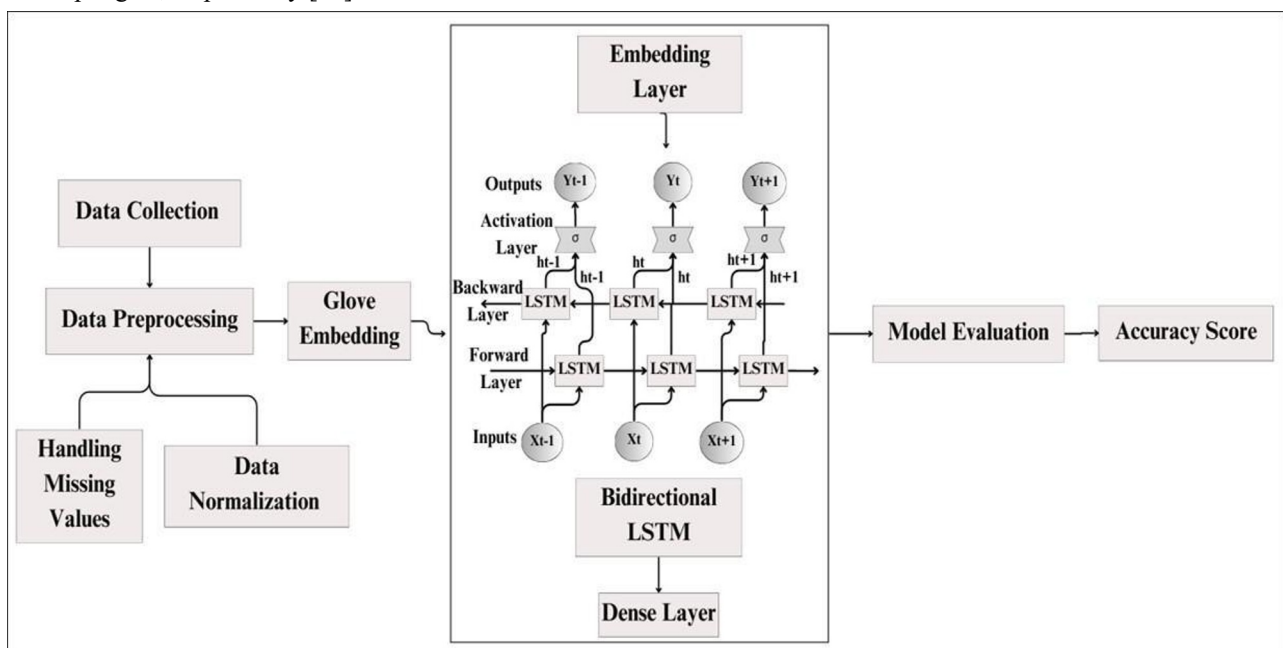 Data Collection
Data Preprocessing
Handling
Missing
Values
Data
Normalization
Glove
Embedding
Embedding
Layer
Outputs
Yt-1
Yt
Yt+1
Activation
Layer
σ
σ
σ
ht-1
ht-1
ht
ht
ht+1
ht+1
Backward
Layer
LSTM
LSTM
LSTM
Forward
Layer
LSTM
LSTM
LSTM
Inputs
Xt-1
Xt
Xt+1
Bidirectional
LSTM
Dense Layer
Model Evaluation
Accuracy Score